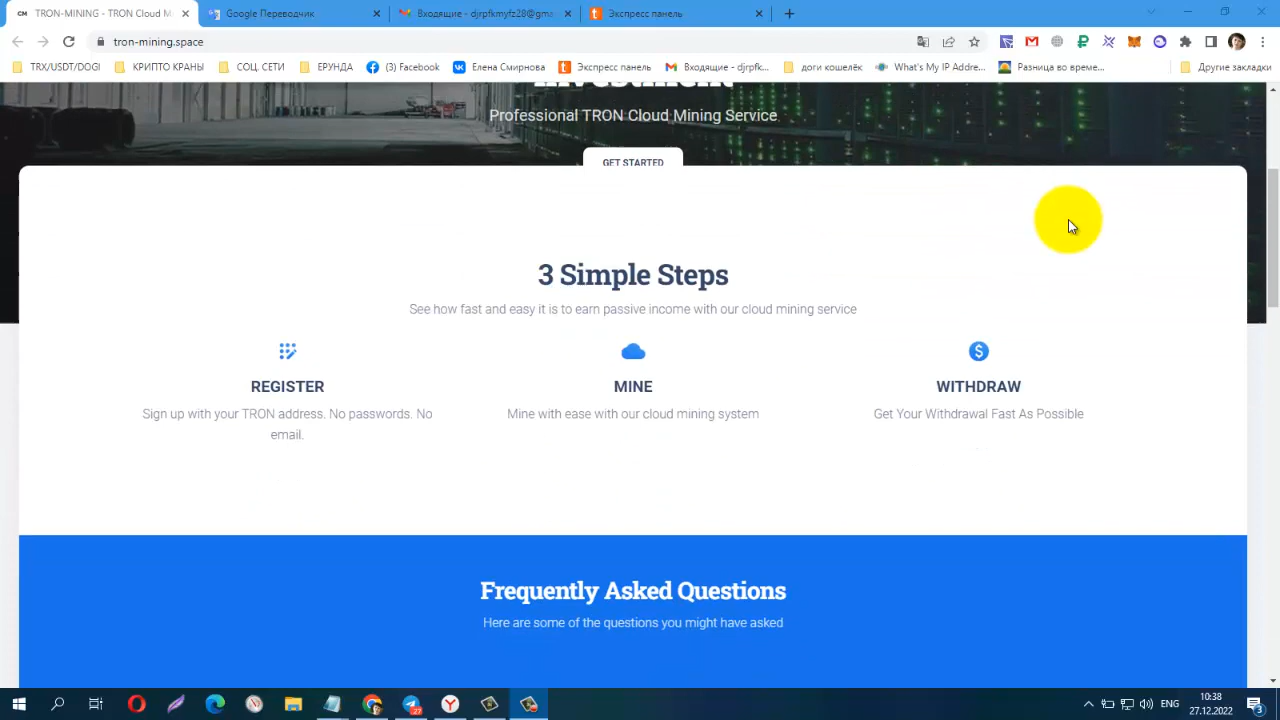 TRON-MINING - TRON Cloud M
Google Переводчик
Входящие - djrpfkmyfz28@gma
Экспресс панель
tron-mining.space
TRX/USDT/DOGI
КРИПТО КРАНЫ
СОЦ. СЕТИ
ЕРУНДА
(3) Facebook
Елена Смирнова
Экспресс панель
Входящие - djrpfk...
доги кошелёк
What's My IP Addre...
Разница во време...
Другие закладки
Professional TRON Cloud Mining Service
GET STARTED
3 Simple Steps
See how fast and easy it is to earn passive income with our cloud mining service
REGISTER
MINE
WITHDRAW
Sign up with your TRON address. No passwords. No
email.
Mine with ease with our cloud mining system
Get Your Withdrawal Fast As Possible
Frequently Asked Questions
Here are some of the questions you might have asked
27
ENG
10:38
27.12.2022
3